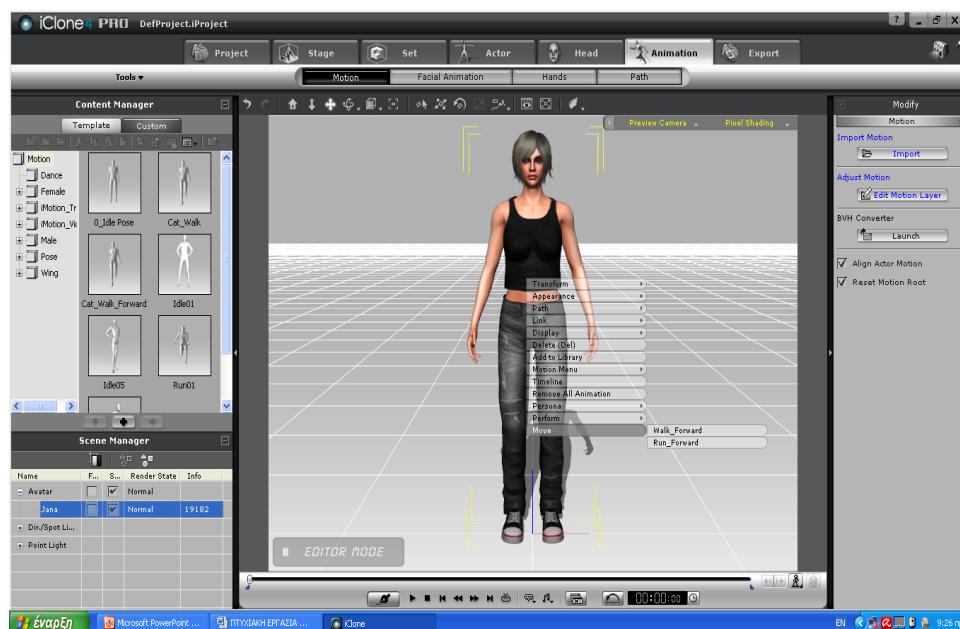 iClone4 PRO DefProject.iProject
Project Stage Set Actor Head Animation Export
Tools
Motion Facial Animation Hands Path
Content Manager
Template Custom
Motion
Dance
Female
iMotion_Tr
iMotion_Vic
Male
Pose
Wing
0_Idle Pose Cat_Walk
Cat_Walk_Forward Idle01
Idle05 Run01
Scene Manager
Name F... S... Render State Info
Avatar Normal
Jana Normal 19182
Dir./Spot Li...
Point Light
Preview Camera Pixel Shading
Transform
Appearance
Path
Link
Display
Delete (Del)
Add to Library
Motion Menu
Timeline
Remove All Animation
Persona
Perform
Move
Walk_Forward
Run_Forward
EDITOR MODE
Modify
Motion
Import Motion
Import
Adjust Motion
Edit Motion Layer
BVH Converter
Launch
Align Actor Motion
Reset Motion Root
00:00:00
έναρξη Microsoft PowerPoint ... ΠΤΥΧΙΑΚΗ ΕΡΓΑΣΙΑ ... iClone EN 9:26